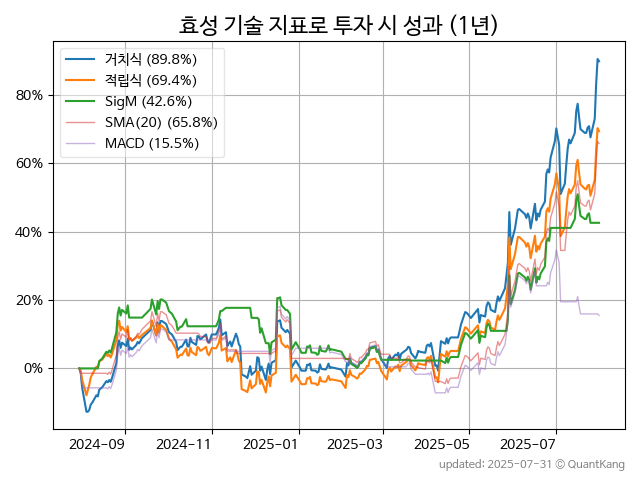 효성 기술 지표로 투자 시 성과 (1년)
거치식 (89.8%)
적립식 (69.4%)
SigM (42.6%)
SMA(20) (65.8%)
MACD (15.5%)
80%
60%
40%
20%
0%
2024-09 2024-11 2025-01 2025-03 2025-05 2025-07
updated: 2025-07-31 © QuantKang